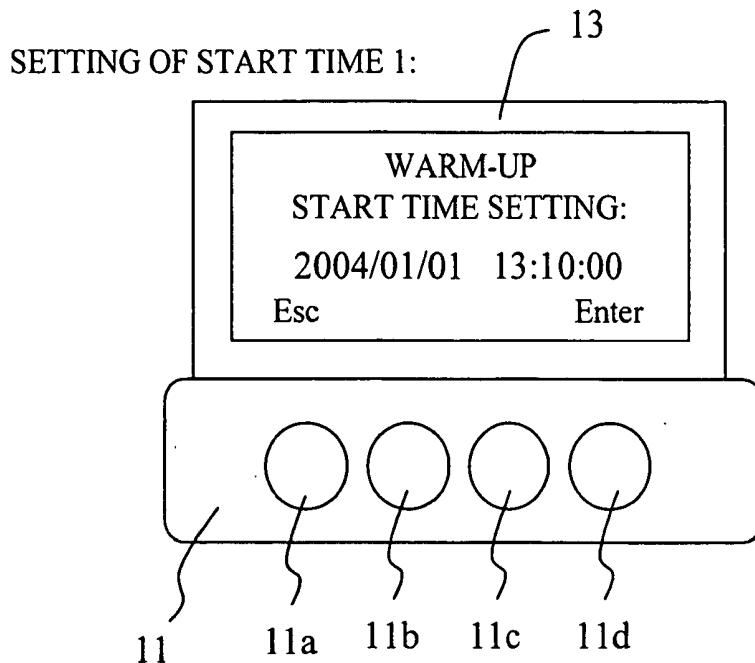 13
SETTING OF START TIME 1:
WARM-UP
START TIME SETTING:
2004/01/01 13:10:00
Esc Enter
11 11a 11b 11c 11d